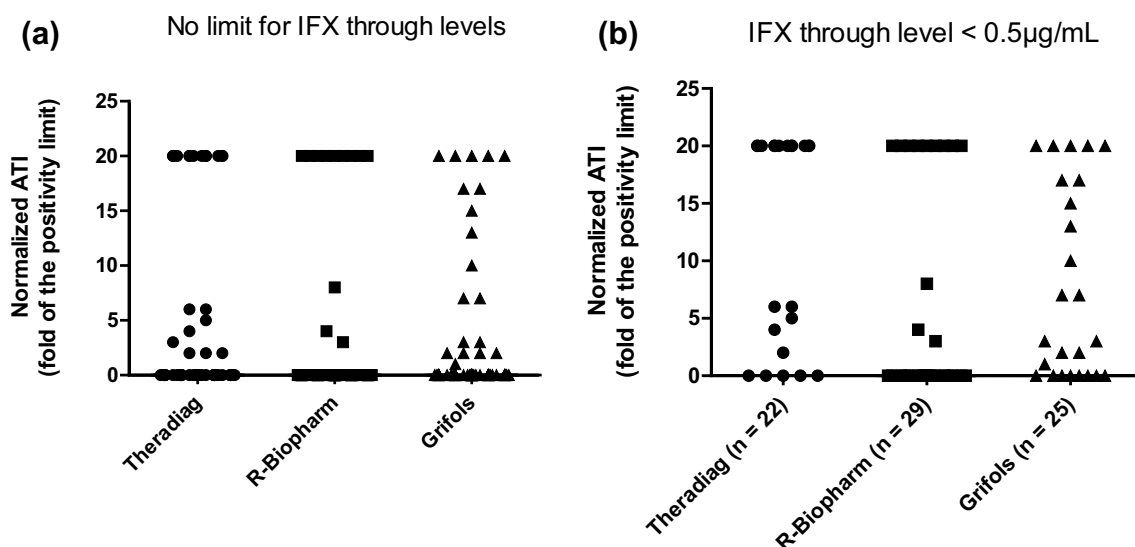 (a)
No limit for IFX through levels
Normalized ATI
(fold of the positivity limit)
25
20
15
10
5
0
Theradiag
R-Biopharm
Grifols
(b)
IFX through level < 0.5µg/mL
Normalized ATI
(fold of the positivity limit)
25
20
15
10
5
0
Theradiag (n = 22)
R-Biopharm (n = 29)
Grifols (n = 25)